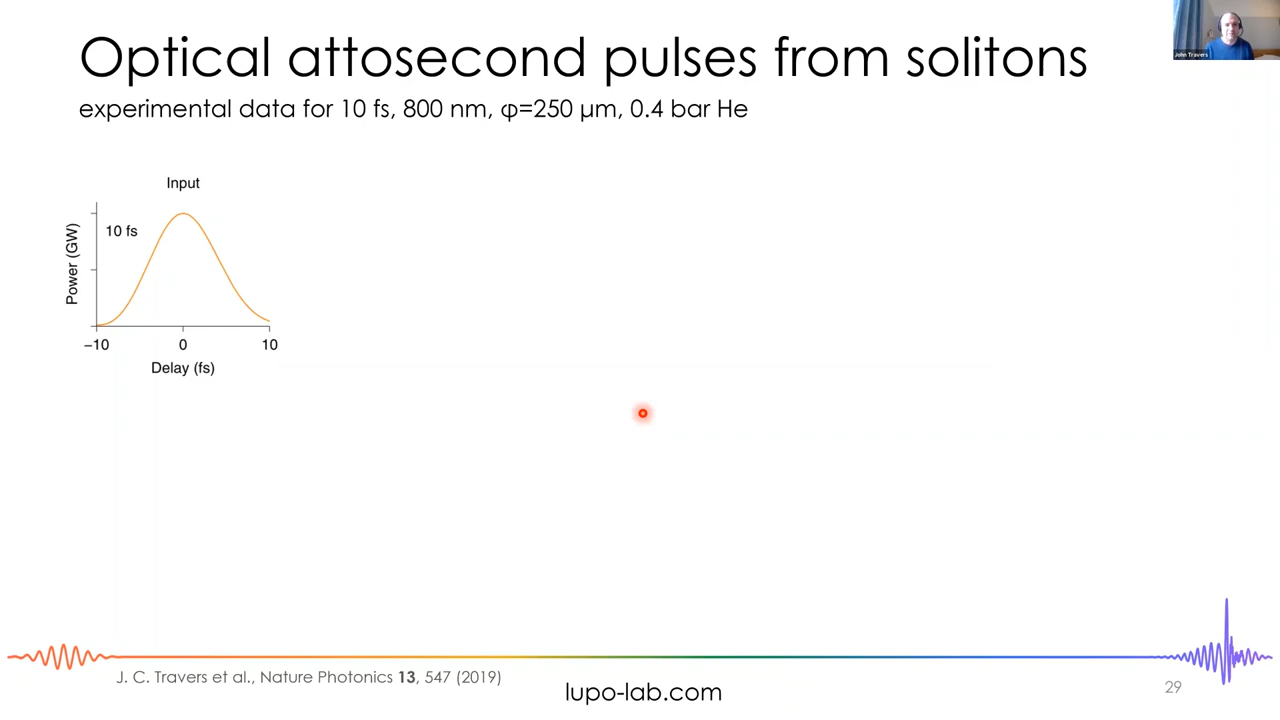 Optical attosecond pulses from solitons
experimental data for 10 fs, 800 nm, φ=250 µm, 0.4 bar He
John Travers
Input
10 fs
Power (GW)
−10 0 10
Delay (fs)
J. C. Travers et al., Nature Photonics 13, 547 (2019)
lupo-lab.com
29